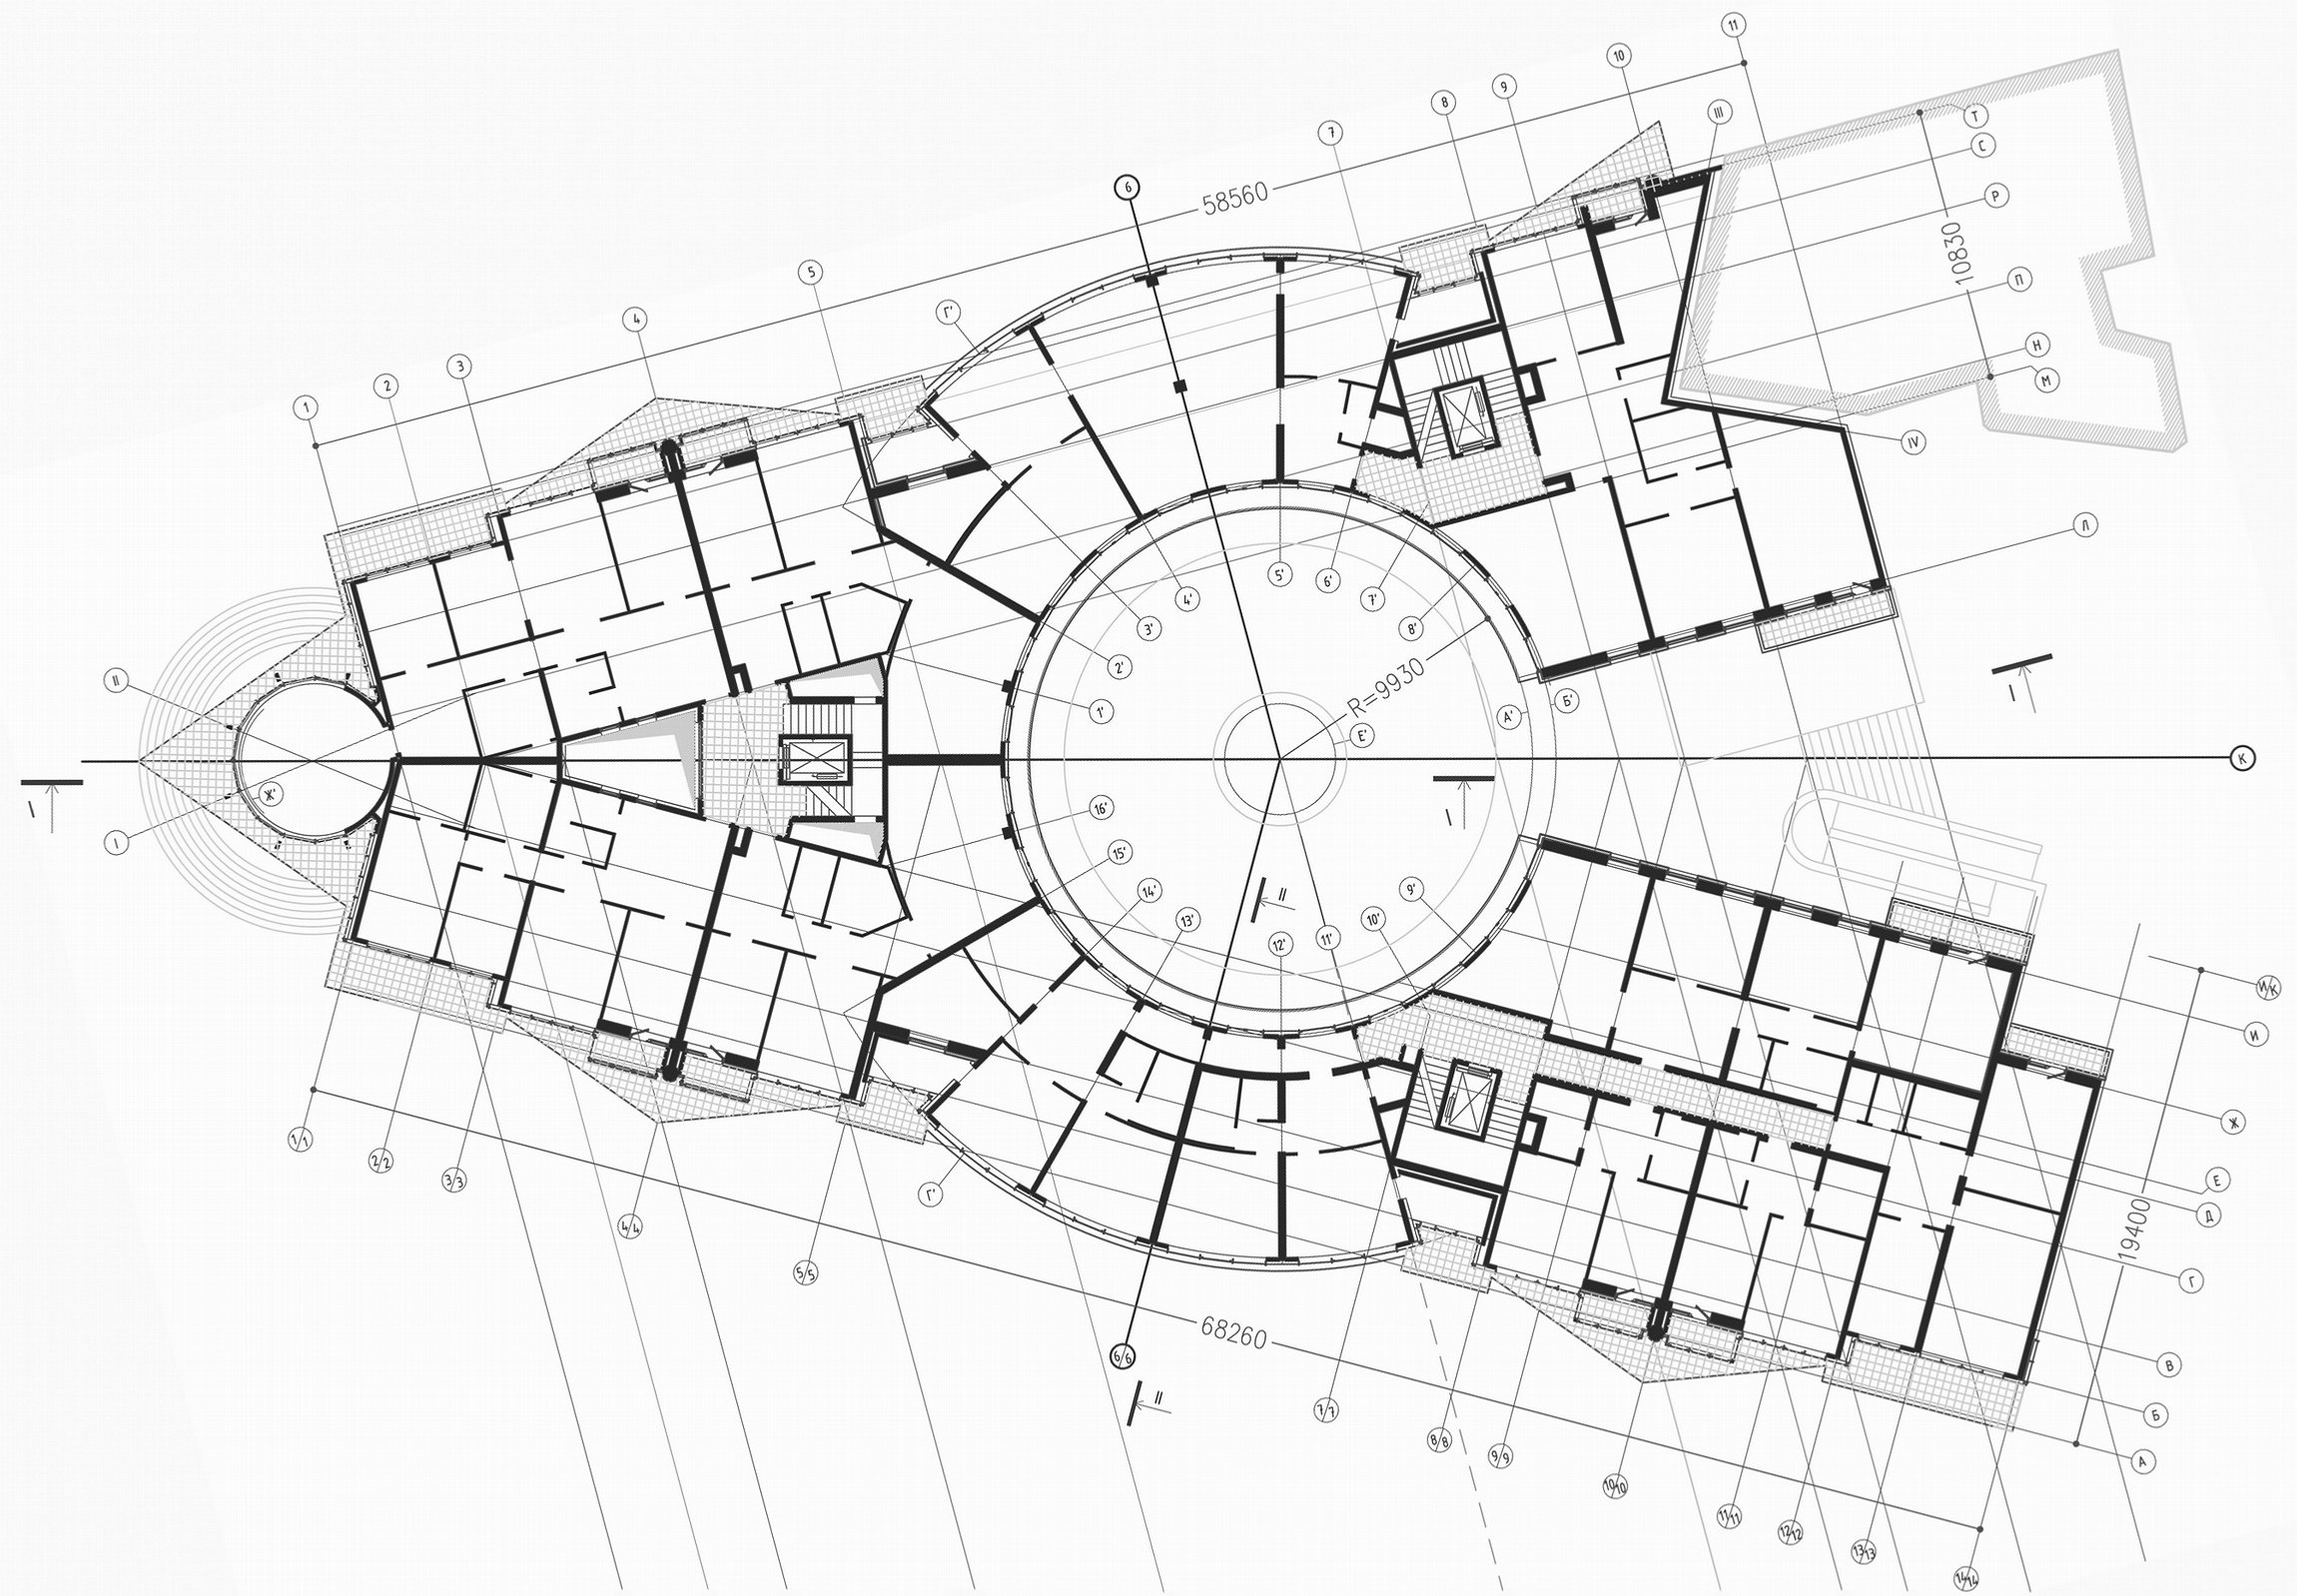 11
10
9
8
7
6
5
4
3
2
1
III
Т
С
Р
П
Н
М
IV
Л
58560
10830
Г'
5'
6'
7'
8'
4'
3'
2'
1'
R=9930
А'
Б'
Е'
К
I
I
I
II
I
Ж'
16'
15'
14'
13'
12'
11'
10'
9'
II
И/К
И
Ж
Е
Д
Г
В
Б
А
19400
Г'
68260
1/1
2/2
3/3
4/4
5/5
6/6
II
7/7
8/8
9/9
10/10
11/11
12/12
13/13
14/14